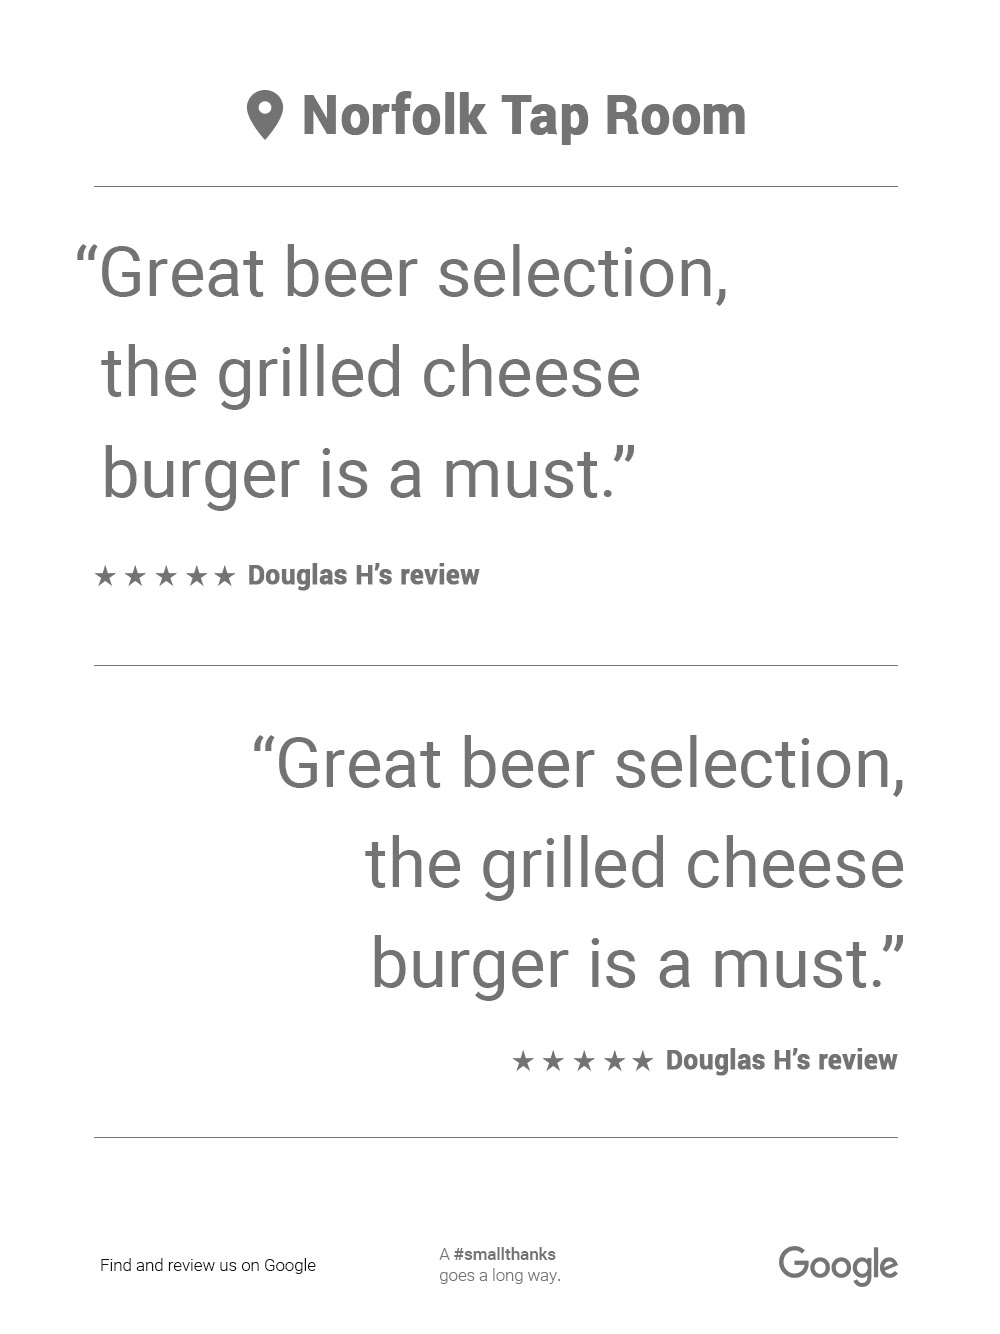 Norfolk Tap Room
“Great beer selection,
the grilled cheese
burger is a must.”
★ ★ ★ ★ ★ Douglas H’s review
“Great beer selection,
the grilled cheese
burger is a must.”
★ ★ ★ ★ ★ Douglas H’s review
Find and review us on Google
A #smallthanks
goes a long way.
Google